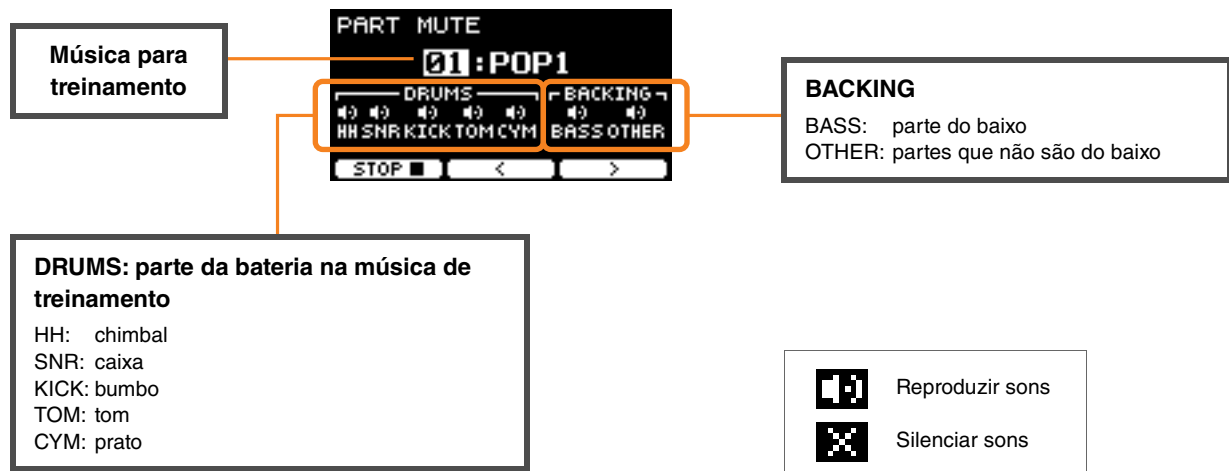 Música para
treinamento
PART MUTE
01:POP1
DRUMS
BACKING
HH SNR KICK TOM CYM
BASS OTHER
STOP ■ < >
BACKING
BASS: parte do baixo
OTHER: partes que não são do baixo
DRUMS: parte da bateria na música de
treinamento
HH: chimbal
SNR: caixa
KICK: bumbo
TOM: tom
CYM: prato
Reproduzir sons
Silenciar sons